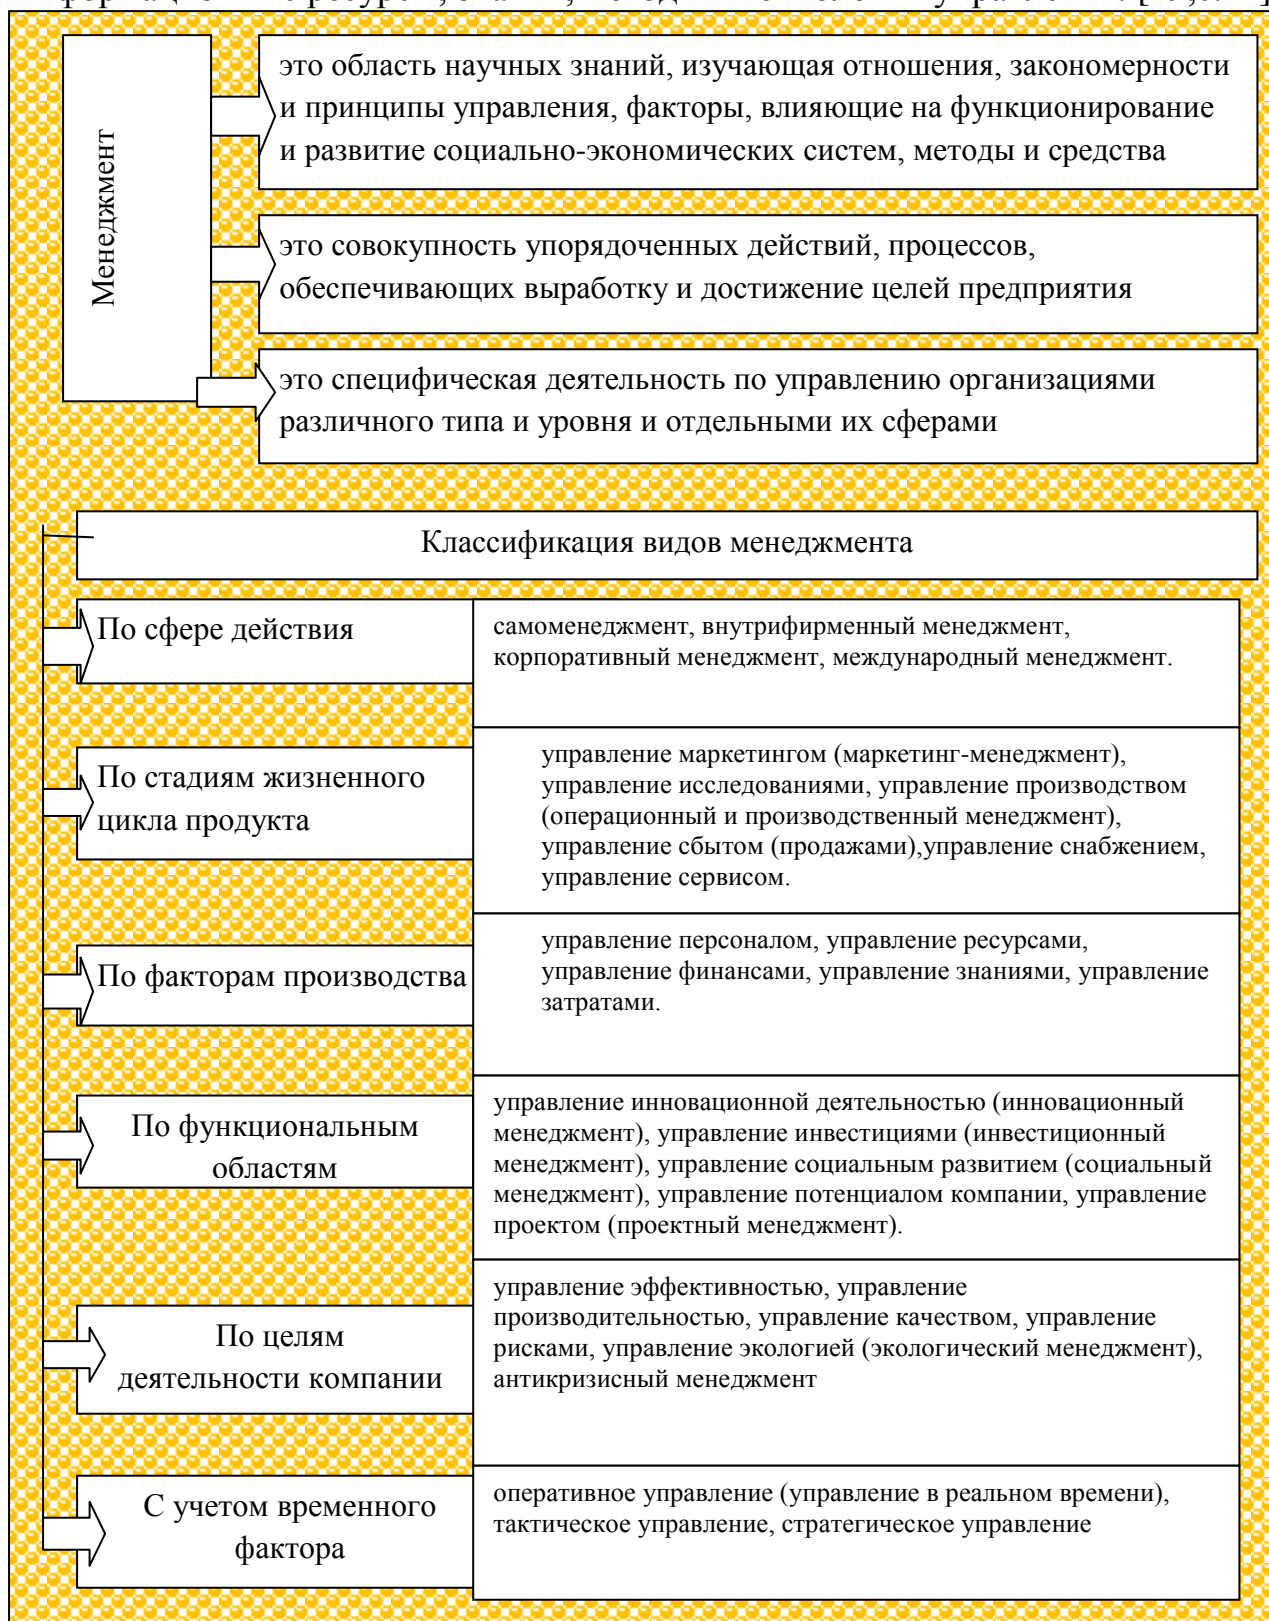 Менеджмент
это область научных знаний, изучающая отношения, закономерности
и принципы управления, факторы, влияющие на функционирование
и развитие социально-экономических систем, методы и средства
это совокупность упорядоченных действий, процессов,
обеспечивающих выработку и достижение целей предприятия
это специфическая деятельность по управлению организациями
различного типа и уровня и отдельными их сферами
Классификация видов менеджмента
По сфере действия
самоменеджмент, внутрифирменный менеджмент,
корпоративный менеджмент, международный менеджмент.
По стадиям жизненного
цикла продукта
управление маркетингом (маркетинг-менеджмент),
управление исследованиями, управление производством
(операционный и производственный менеджмент),
управление сбытом (продажами),управление снабжением,
управление сервисом.
По факторам производства
управление персоналом, управление ресурсами,
управление финансами, управление знаниями, управление
затратами.
По функциональным
областям
управление инновационной деятельностью (инновационный
менеджмент), управление инвестициями (инвестиционный
менеджмент), управление социальным развитием (социальный
менеджмент), управление потенциалом компании, управление
проектом (проектный менеджмент).
По целям
деятельности компании
управление эффективностью, управление
производительностью, управление качеством, управление
рисками, управление экологией (экологический менеджмент),
антикризисный менеджмент
С учетом временного
фактора
оперативное управление (управление в реальном времени),
тактическое управление, стратегическое управление